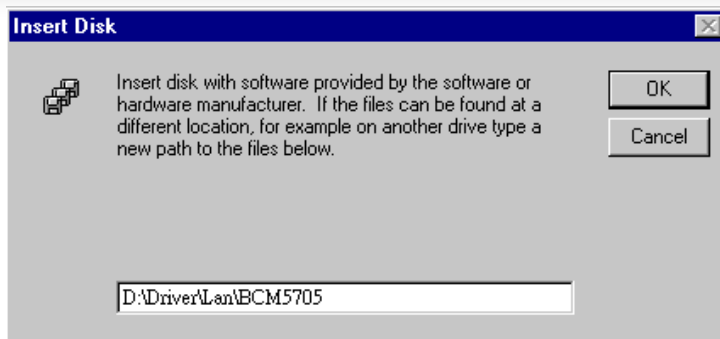 Insert Disk
Insert disk with software provided by the software or
hardware manufacturer.  If the files can be found at a
different location, for example on another drive type a
new path to the files below.
OK
Cancel
D:\Driver\Lan\BCM5705